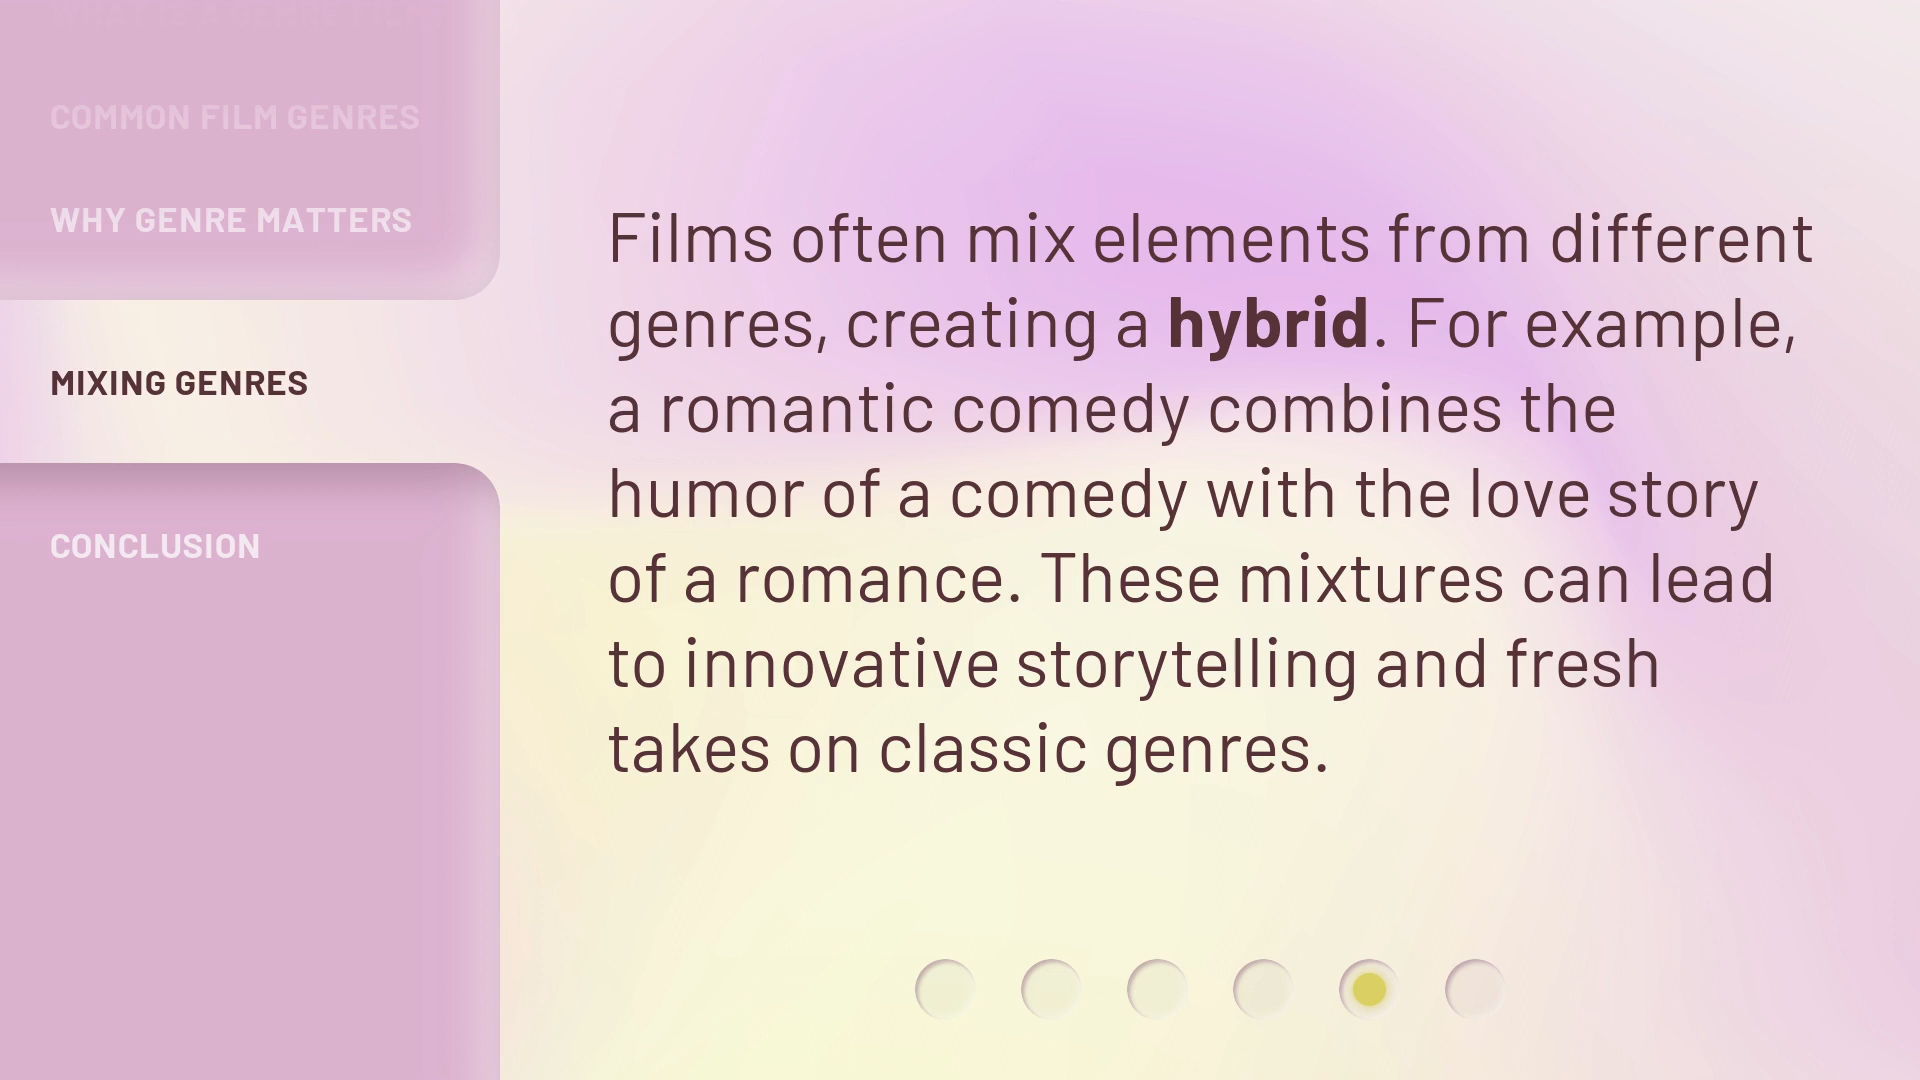 COMMON FILM GENRES
WHY GENRE MATTERS
MIXING GENRES
CONCLUSION
Films often mix elements from different
genres, creating a hybrid. For example,
a romantic comedy combines the
humor of a comedy with the love story
of a romance. These mixtures can lead
to innovative storytelling and fresh
takes on classic genres.